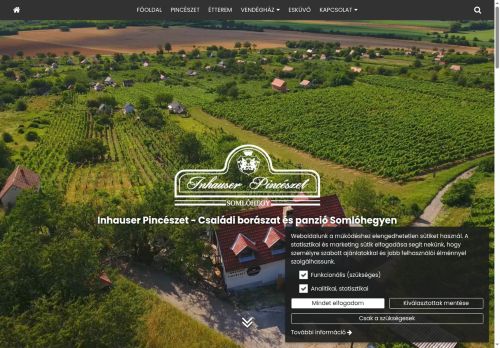 FŐOLDAL PINCÉSZET ÉTTEREM VENDÉGHÁZ ESKÜVŐ KAPCSOLAT
Inhauser Pincészet
SOMLÓHEGY
Inhauser Pincészet - Családi borászat és panzió Somlóhegyen
Weboldalunk a működéshez elengedhetetlen sütiket használ. A
statisztikai és marketing sütik elfogadása segít nekünk, hogy
személyre szabott ajánlatokkal és jobb felhasználói élménnyel
szolgálhassunk.
Funkcionális (szükséges)
Analitikai, statisztikai
Mindet elfogadom
Kiválasztottak mentése
Csak a szükségesek
További információ